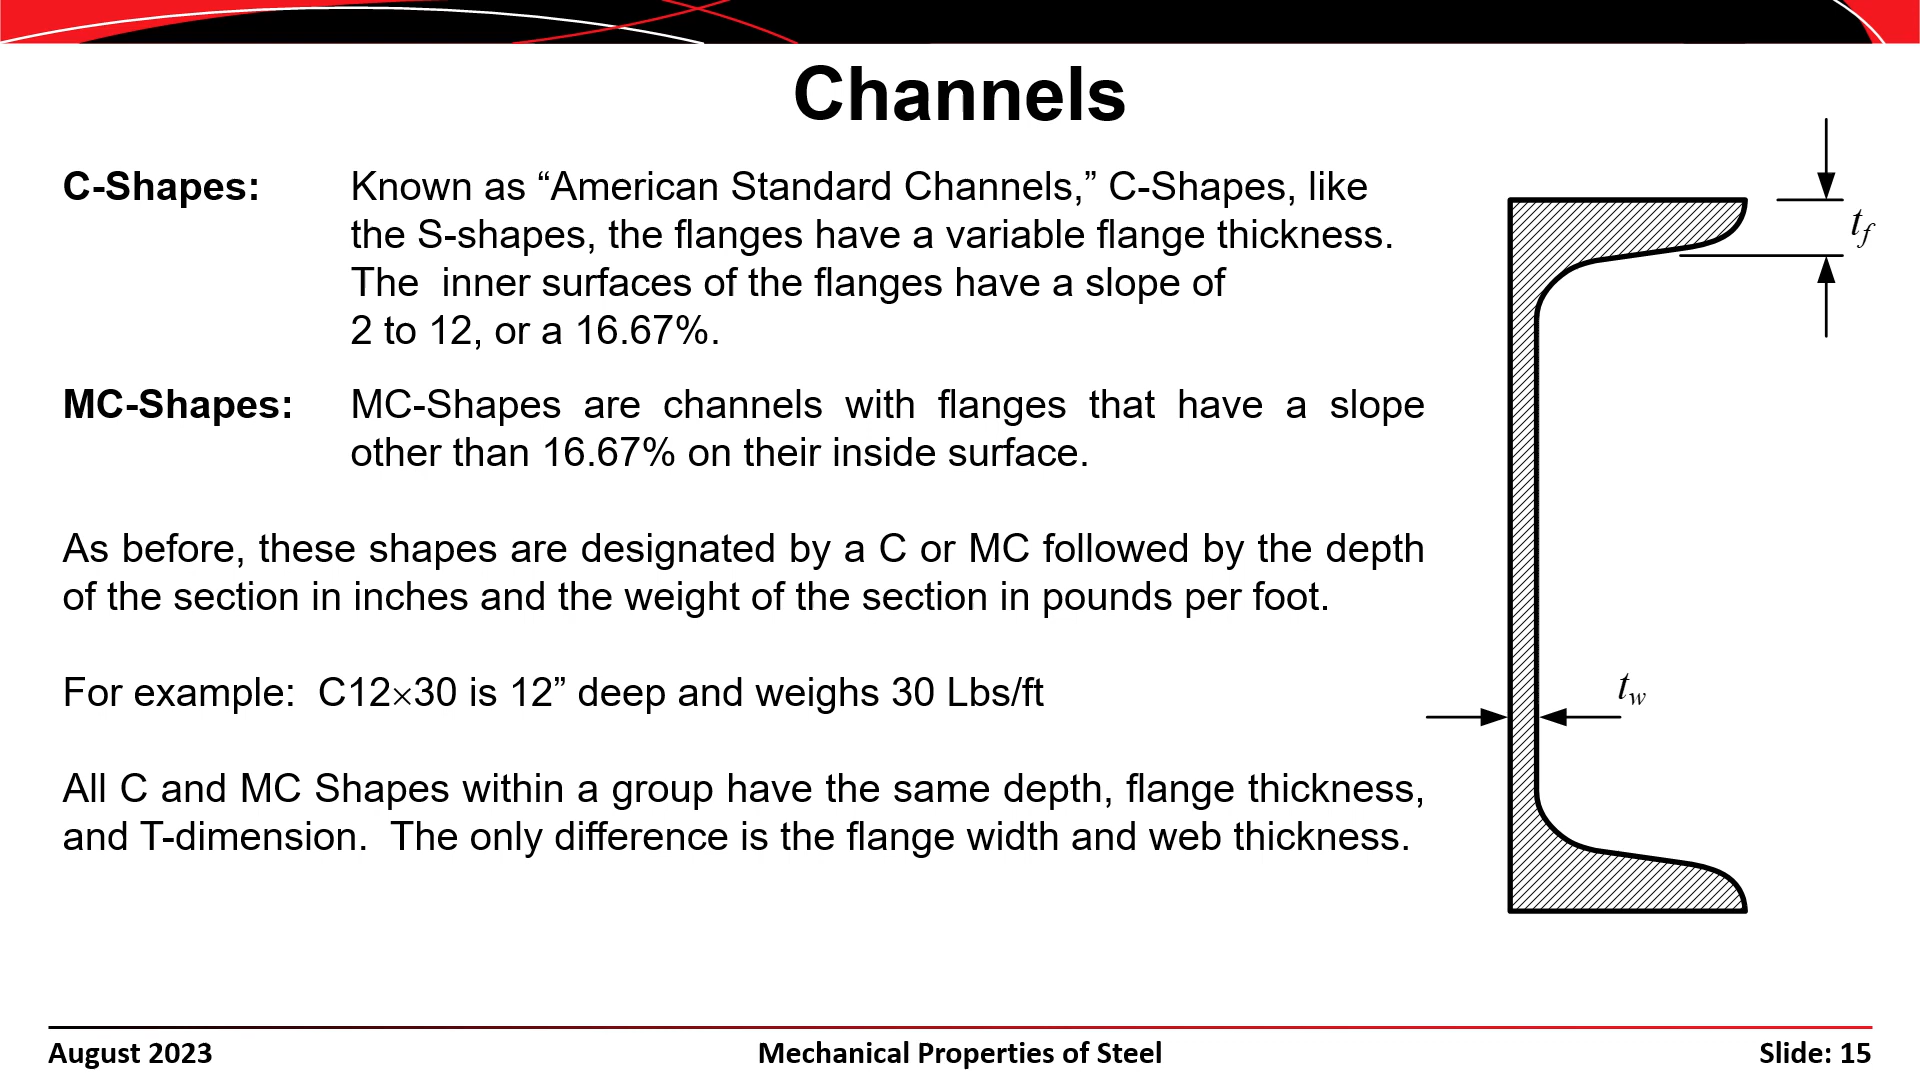 Channels
C-Shapes: Known as “American Standard Channels,” C-Shapes, like
the S-shapes, the flanges have a variable flange thickness.
The  inner surfaces of the flanges have a slope of
2 to 12, or a 16.67%.
MC-Shapes: MC-Shapes are channels with flanges that have a slope
other than 16.67% on their inside surface.
As before, these shapes are designated by a C or MC followed by the depth
of the section in inches and the weight of the section in pounds per foot.
For example:  C12×30 is 12” deep and weighs 30 Lbs/ft
All C and MC Shapes within a group have the same depth, flange thickness,
and T-dimension.  The only difference is the flange width and web thickness.
tf
tw
August 2023
Mechanical Properties of Steel
Slide: 15